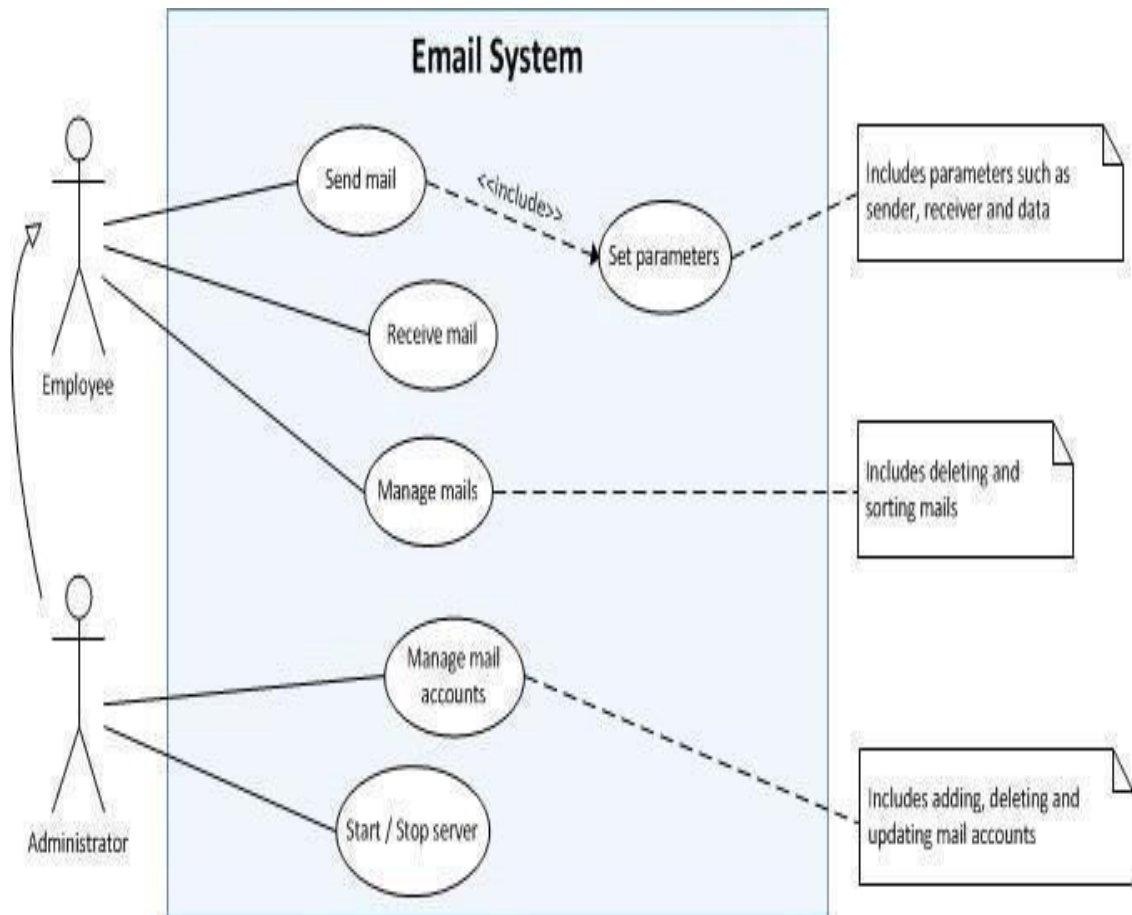 Email System
Send mail
<<include>>
Set parameters
Includes parameters such as
sender, receiver and data
Receive mail
Employee
Manage mails
Includes deleting and
sorting mails
Manage mail
accounts
Start / Stop server
Administrator
Includes adding, deleting and
updating mail accounts